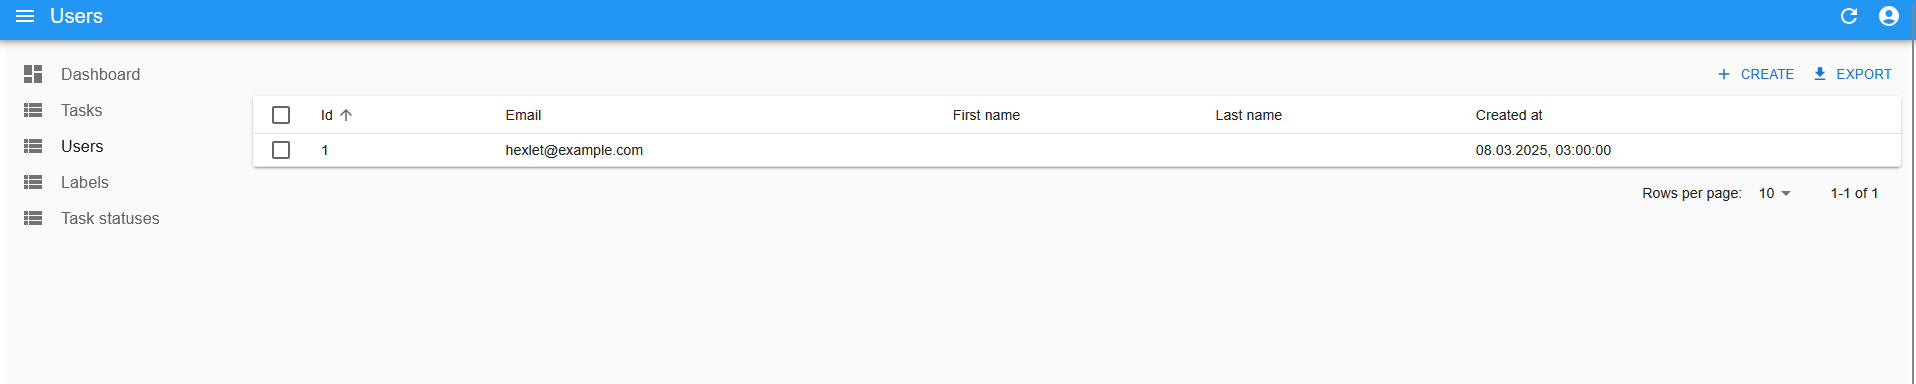 Users
Dashboard
Tasks
Users
Labels
Task statuses
CREATE EXPORT
Id Email First name Last name Created at
1 hexlet@example.com 08.03.2025, 03:00:00
Rows per page: 10 1-1 of 1